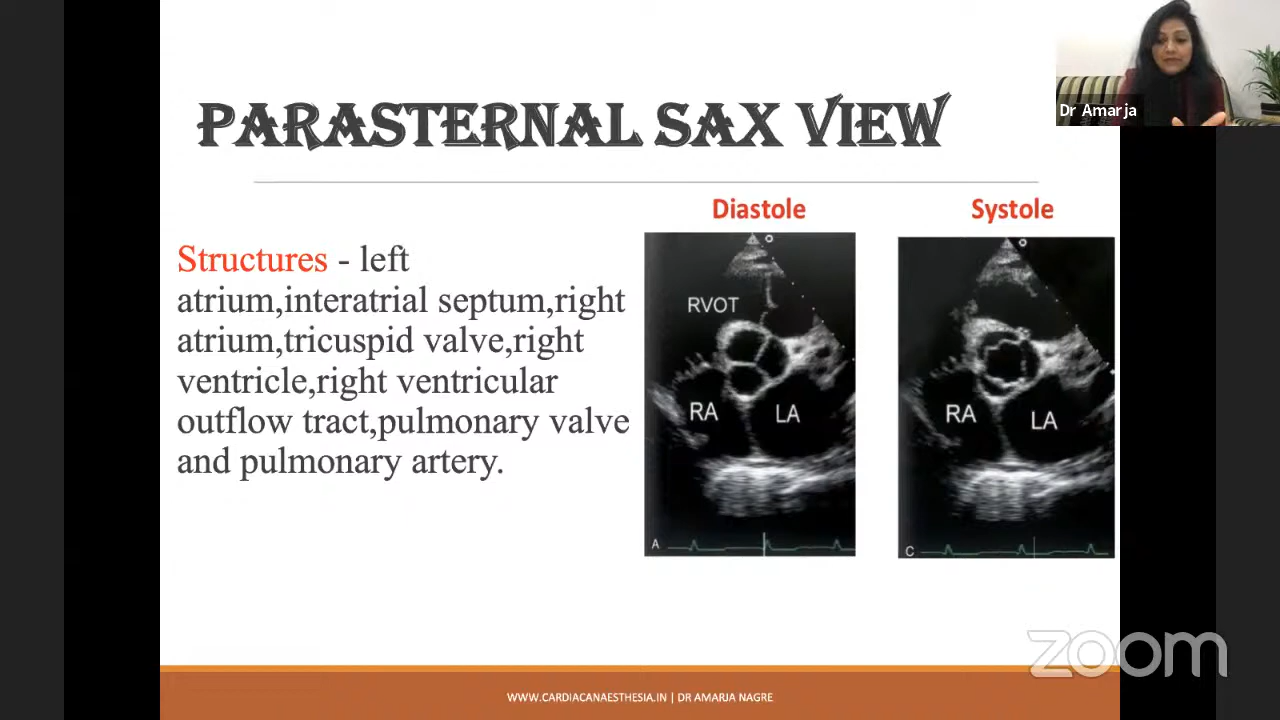 Dr Amarja
PARASTERNAL SAX VIEW
Structures - left
atrium,interatrial septum,right
atrium,tricuspid valve,right
ventricle,right ventricular
outflow tract,pulmonary valve
and pulmonary artery.
Diastole
RVOT
RA
LA
A
Systole
RA
LA
C
zoom
WWW.CARDIACANAESTHESIA.IN | DR AMARJA NAGRE